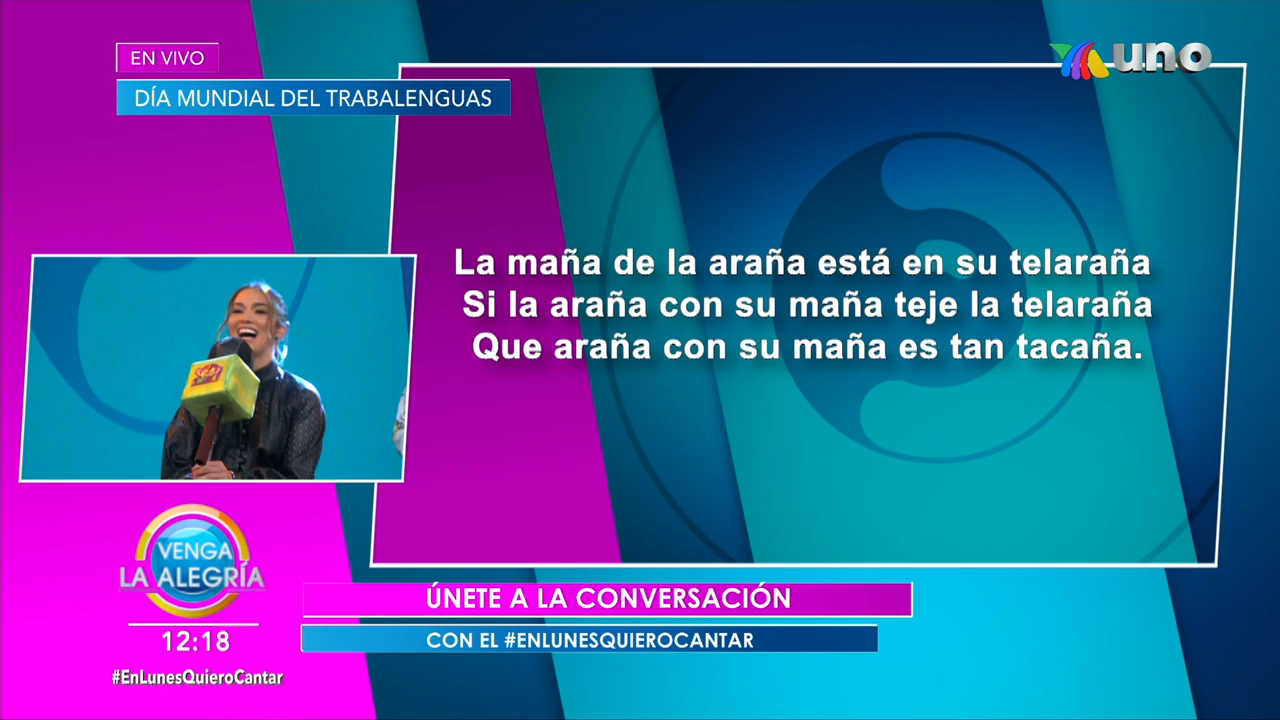 EN VIVO
DÍA MUNDIAL DEL TRABALENGUAS
uno
La maña de la araña está en su telaraña
Si la araña con su maña teje la telaraña
Que araña con su maña es tan tacaña.
VENGA
LA ALEGRÍA
12:18
#EnLunesQuieroCantar
ÚNETE A LA CONVERSACIÓN
CON EL #ENLUNESQUIEROCANTAR